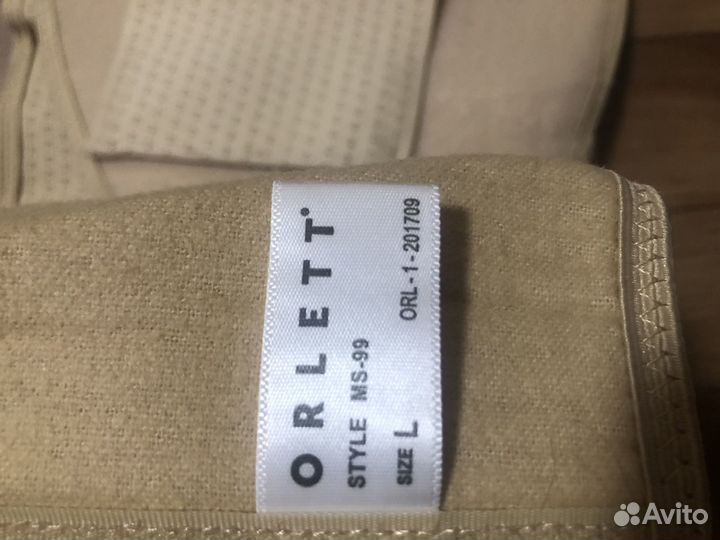 ORLETT®
STYLE MS-99
SIZE L ORL-1-201709
Avito